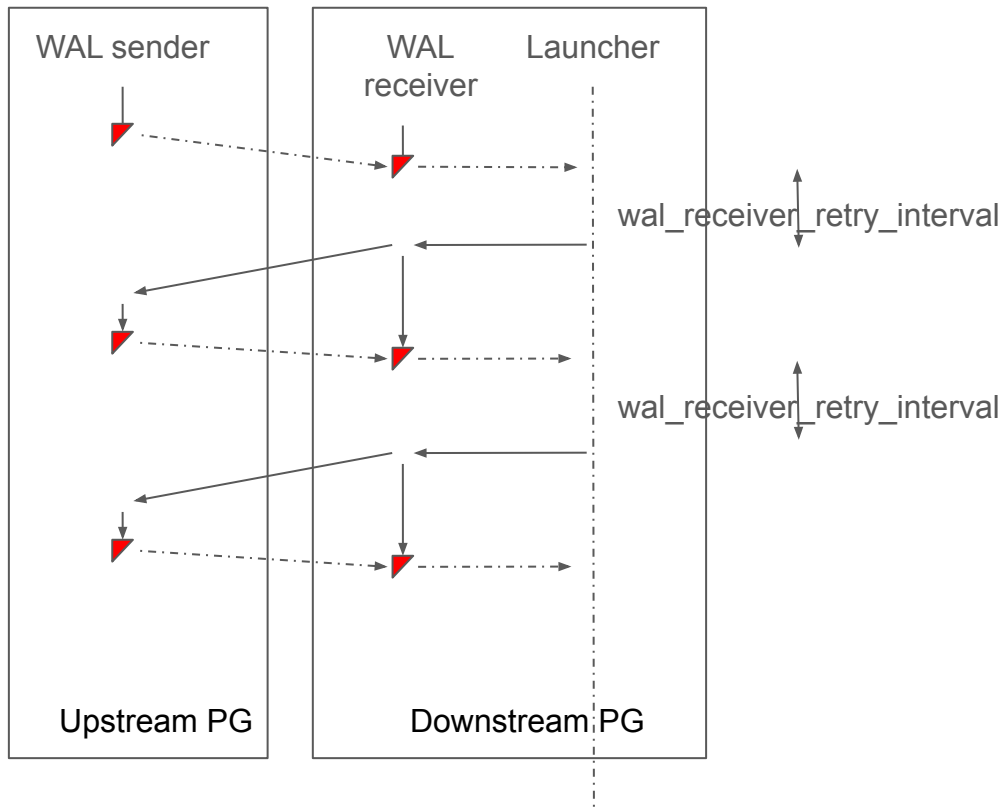 WAL sender
WAL
receiver
Launcher
wal_receiver_retry_interval
wal_receiver_retry_interval
Upstream PG
Downstream PG